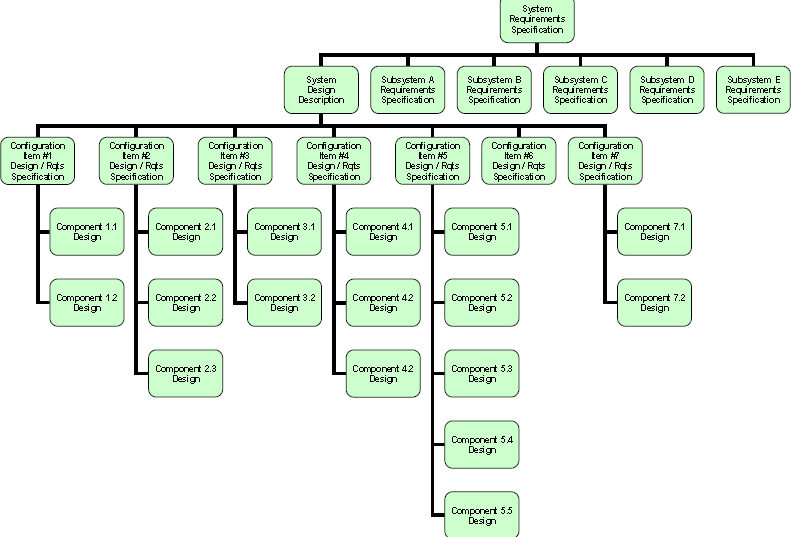 System
Requirements
Specification
System
Design
Description
Subsystem A
Requirements
Specification
Subsystem B
Requirements
Specification
Subsystem C
Requirements
Specification
Subsystem D
Requirements
Specification
Subsystem E
Requirements
Specification
Configuration
Item #1
Design / Rqts
Specification
Configuration
Item #2
Design / Rqts
Specification
Configuration
Item #3
Design / Rqts
Specification
Configuration
Item #4
Design / Rqts
Specification
Configuration
Item #5
Design / Rqts
Specification
Configuration
Item #6
Design / Rqts
Specification
Configuration
Item #7
Design / Rqts
Specification
Component 1.1
Design
Component 2.1
Design
Component 3.1
Design
Component 4.1
Design
Component 5.1
Design
Component 7.1
Design
Component 1.2
Design
Component 2.2
Design
Component 3.2
Design
Component 4.2
Design
Component 5.2
Design
Component 7.2
Design
Component 2.3
Design
Component 4.2
Design
Component 5.3
Design
Component 5.4
Design
Component 5.5
Design